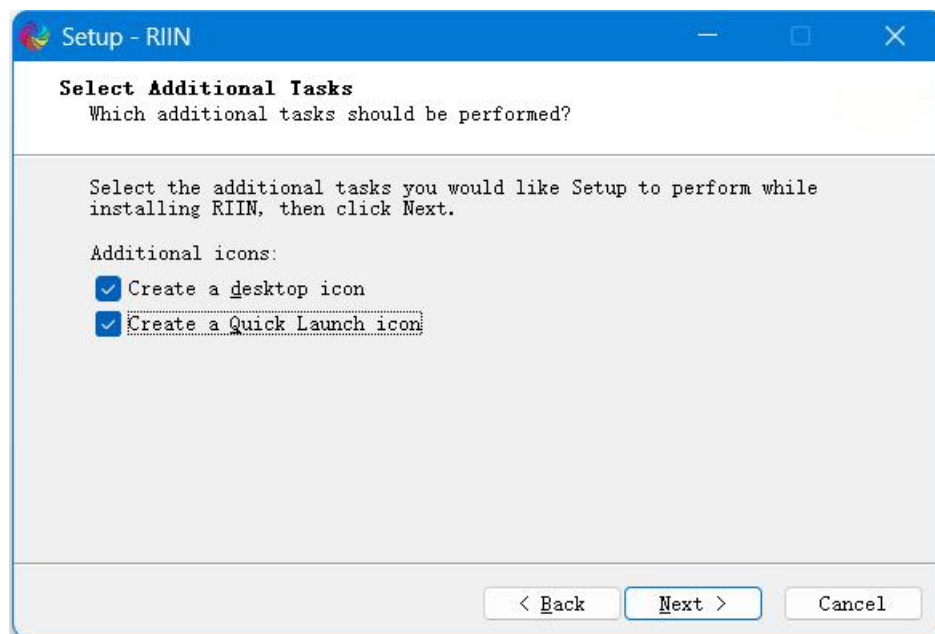 Setup - RIIN
Select Additional Tasks
Which additional tasks should be performed?
Select the additional tasks you would like Setup to perform while
installing RIIN, then click Next.
Additional icons:
Create a desktop icon
Create a Quick Launch icon
< Back
Next >
Cancel